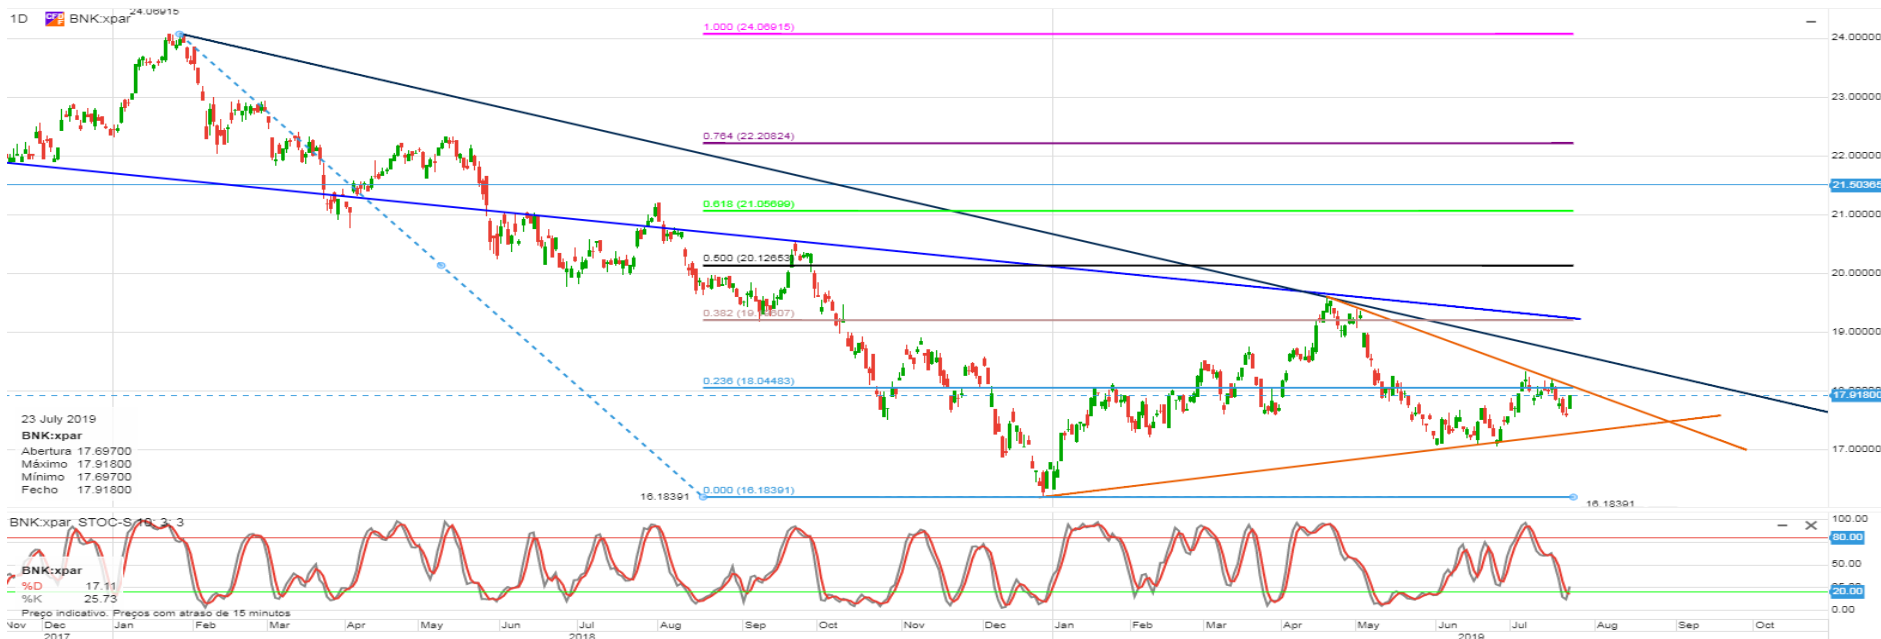 24.06915
1D BNK:xpar
1.000 (24.06915)
24.00000
23.00000
0.764 (22.20824)
22.00000
21.50365
0.618 (21.05699)
21.00000
0.500 (20.12653)
20.00000
0.382 (19.
607)
19.00000
0.236 (18.04483)
17.91800
23 July 2019
BNK:xpar
Abertura 17.69700
Máximo 17.91800
Mínimo 17.69700
Fecho 17.91800
17.00000
16.18391
0.000 (16.18391)
16.18391
BNK:xpar, STOC-S
3; 3
100.00
80.00
50.00
20.00
0.00
BNK:xpar
%D 17.11
%K 25.73
Preço indicativo. Preços com atraso de 15 minutos
Nov Dec Jan Feb Mar Apr May Jun Jul Aug Sep Oct Nov Dec Jan Feb Mar Apr May Jun Jul Aug Sep Oct
2017 2018 2019